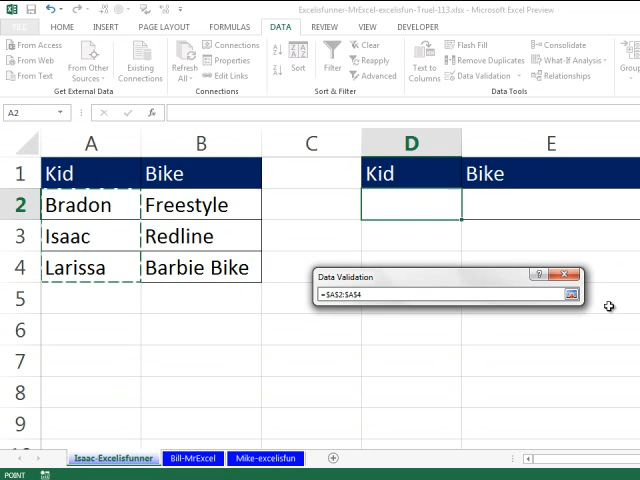 Excelisfunner-MrExcel-excelisfun-Truel-113.xlsx - Microsoft Excel Preview
FILE HOME INSERT PAGE LAYOUT FORMULAS DATA REVIEW VIEW DEVELOPER
From Access
From Web
From Text
From Other Sources
Existing Connections
Get External Data
Refresh All
Connections
Properties
Edit Links
Connections
Sort
Filter
Clear
Reapply
Advanced
Sort & Filter
Text to Columns
Flash Fill
Remove Duplicates
Data Validation
Consolidate
What-If Analysis
Relationships
Data Tools
Group
A2 fx
A B C D E
1 Kid Bike Kid Bike
2 Bradon Freestyle
3 Isaac Redline
4 Larissa Barbie Bike
5
6
7
8
9
Data Validation ?
=$A$2:$A$4
Isaac-Excelisfunner Bill-MrExcel Mike-excelisfun
POINT